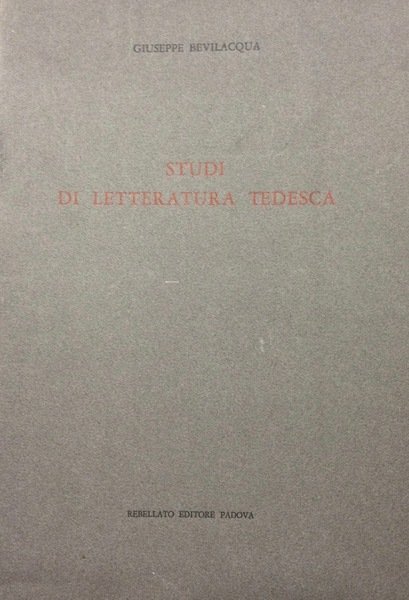 GIUSEPPE BEVILACQUA
STUDI
DI LETTERATURA TEDESCA
REBELLATO EDITORE PADOVA